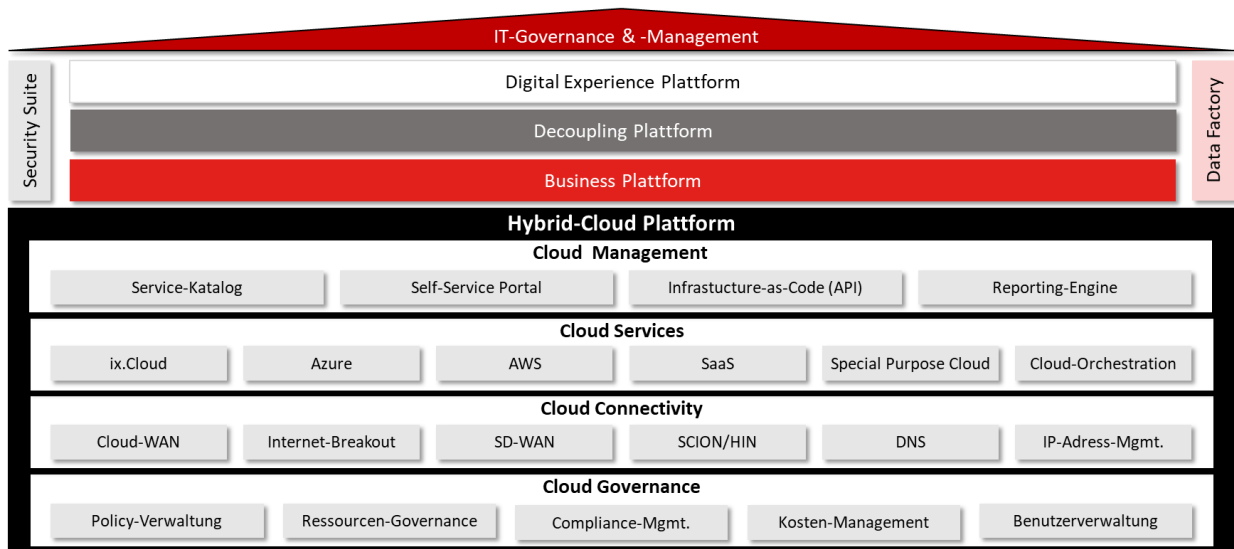 IT-Governance & -Management
Security Suite
Digital Experience Plattform
Decoupling Plattform
Business Plattform
Data Factory
Hybrid-Cloud Plattform
Cloud Management
Service-Katalog
Self-Service Portal
Infrastucture-as-Code (API)
Reporting-Engine
Cloud Services
ix.Cloud
Azure
AWS
SaaS
Special Purpose Cloud
Cloud-Orchestration
Cloud Connectivity
Cloud-WAN
Internet-Breakout
SD-WAN
SCION/HIN
DNS
IP-Adress-Mgmt.
Cloud Governance
Policy-Verwaltung
Ressourcen-Governance
Compliance-Mgmt.
Kosten-Management
Benutzerverwaltung